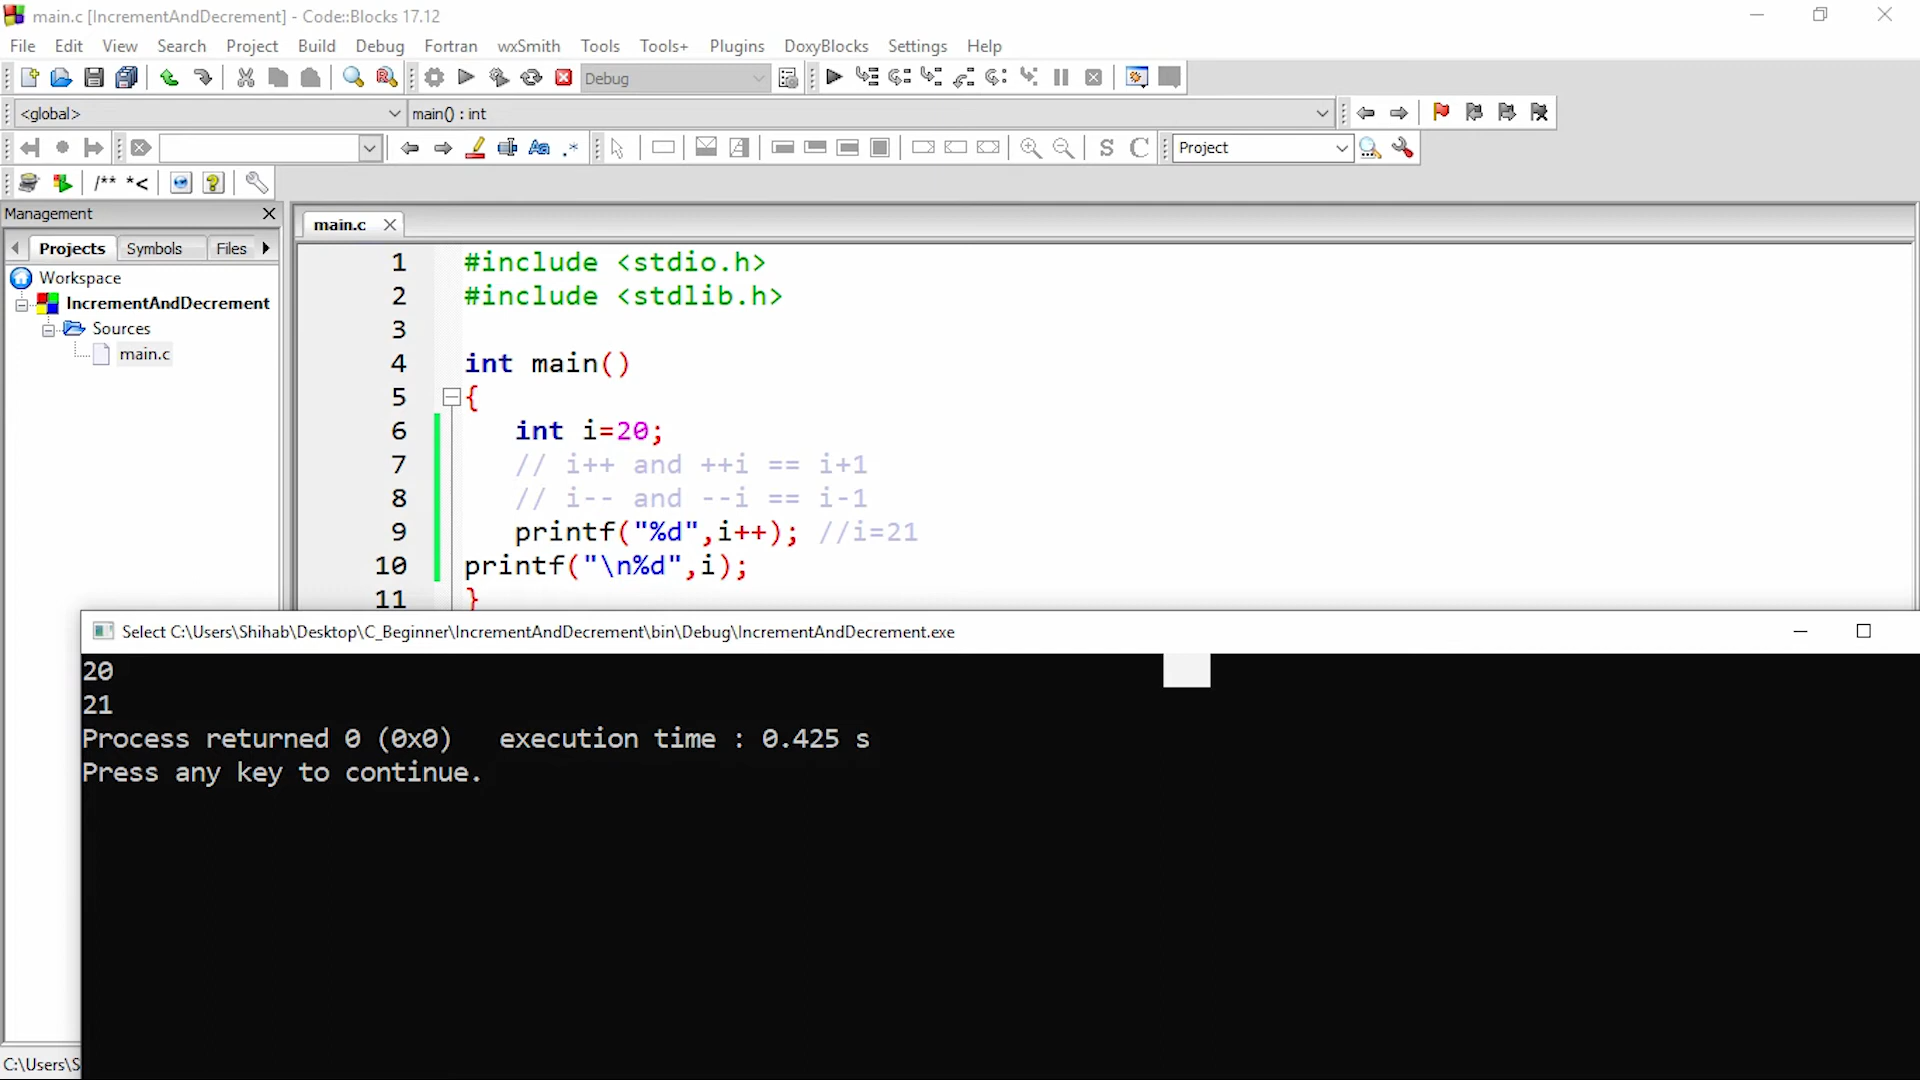 main.c [IncrementAndDecrement] - Code::Blocks 17.12
File Edit View Search Project Build Debug Fortran wxSmith Tools Tools+ Plugins DoxyBlocks Settings Help
Debug
<global> main() : int
Project
/** *<
Management
Projects Symbols Files
Workspace
IncrementAndDecrement
Sources
main.c
main.c
1 #include <stdio.h>
2 #include <stdlib.h>
3
4 int main()
5 {
6 int i=20;
7 // i++ and ++i == i+1
8 // i-- and --i == i-1
9 printf("%d",i++); //i=21
10 printf("\n%d",i);
11 }
Select C:\Users\Shihab\Desktop\C_Beginner\IncrementAndDecrement\bin\Debug\IncrementAndDecrement.exe
20
21
Process returned 0 (0x0) execution time : 0.425 s
Press any key to continue.
C:\Users\S